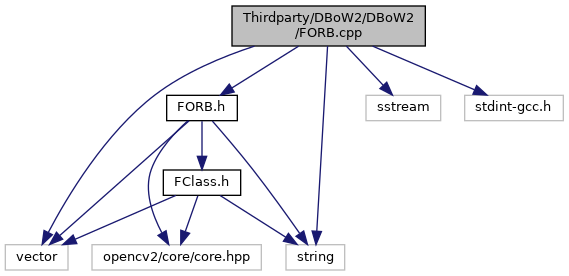 Thirdparty/DBoW2/DBoW2
/FORB.cpp
FORB.h
sstream
stdint-gcc.h
FClass.h
vector
opencv2/core/core.hpp
string